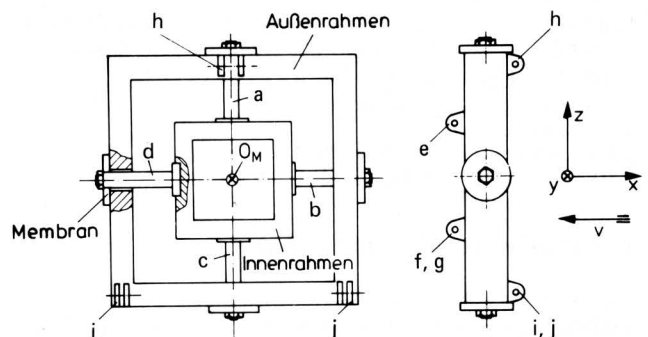 h
Außenrahmen
h
a
z
d
O_M
e
y
x
b
v
Membran
c
Innenrahmen
f, g
i
j
i, j